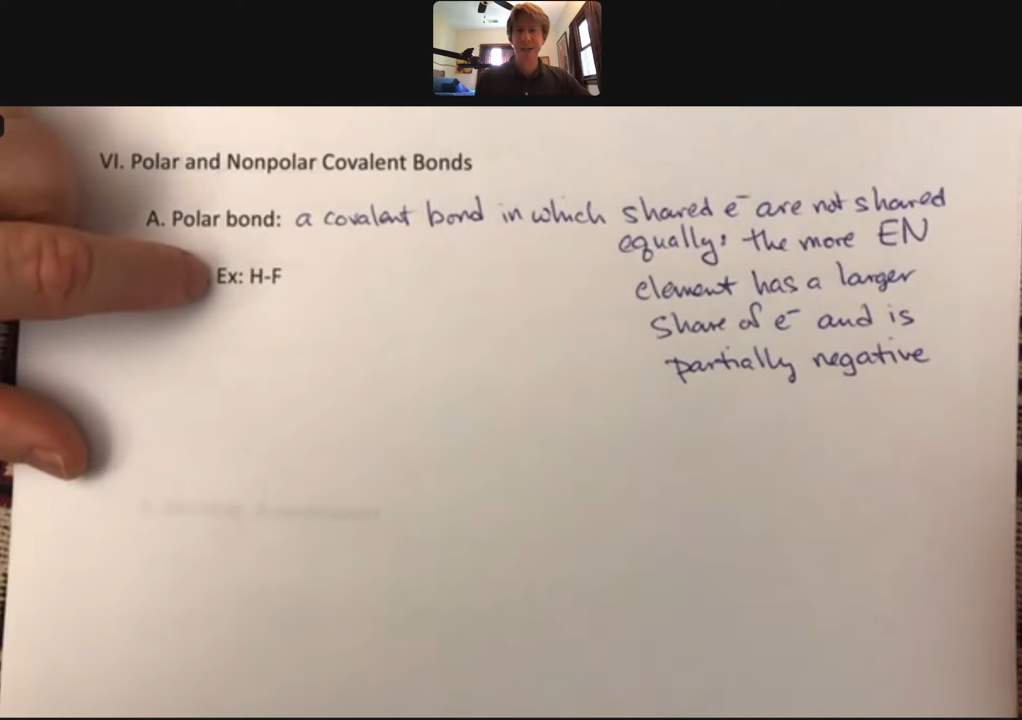 VI. Polar and Nonpolar Covalent Bonds
A. Polar bond: a covalent bond in which shared e⁻ are not shared
equally: the more EN
element has a larger
share of e⁻ and is
partially negative
Ex: H-F